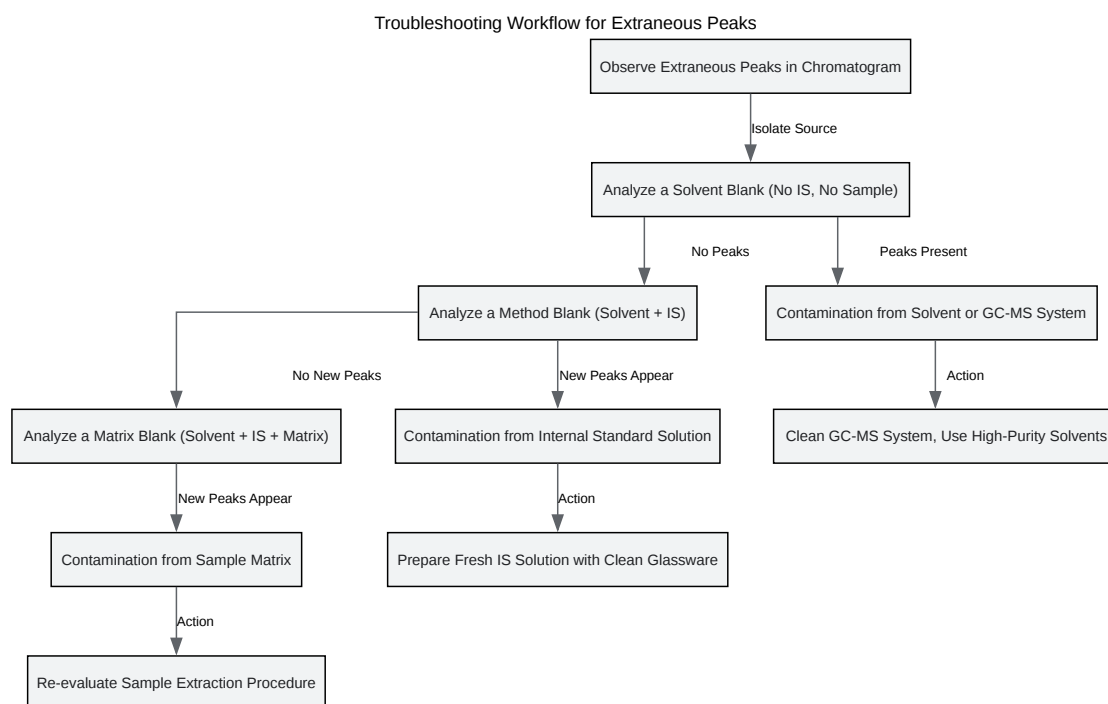 Troubleshooting Workflow for Extraneous Peaks
Observe Extraneous Peaks in Chromatogram
Isolate Source
Analyze a Solvent Blank (No IS, No Sample)
No Peaks
Peaks Present
Analyze a Method Blank (Solvent + IS)
Contamination from Solvent or GC-MS System
No New Peaks
New Peaks Appear
Action
Analyze a Matrix Blank (Solvent + IS + Matrix)
Contamination from Internal Standard Solution
Clean GC-MS System, Use High-Purity Solvents
New Peaks Appear
Action
Contamination from Sample Matrix
Prepare Fresh IS Solution with Clean Glassware
Action
Re-evaluate Sample Extraction Procedure